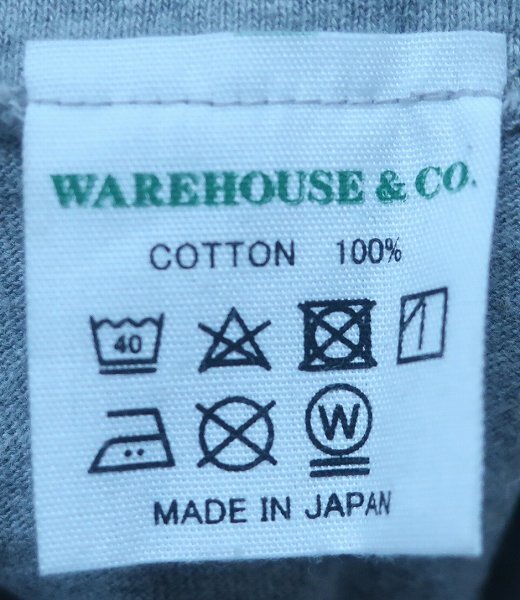 WAREHOUSE & CO.
COTTON 100%
40
W
MADE IN JAPAN